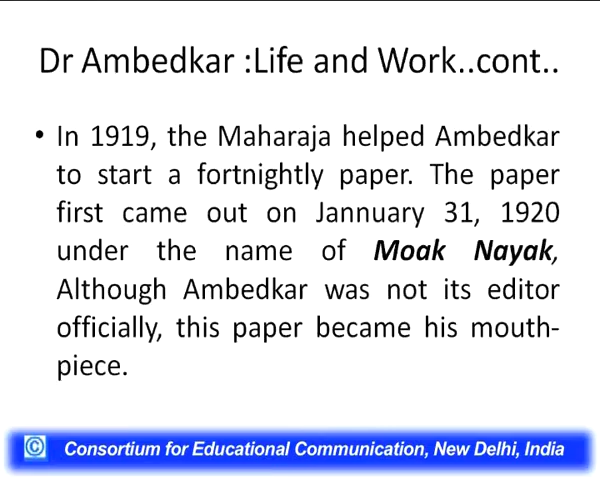 Dr Ambedkar :Life and Work..cont..
• In 1919, the Maharaja helped Ambedkar
to start a fortnightly paper. The paper
first came out on Jannuary 31, 1920
under the name of Moak Nayak,
Although Ambedkar was not its editor
officially, this paper became his mouth-
piece.
© Consortium for Educational Communication, New Delhi, India